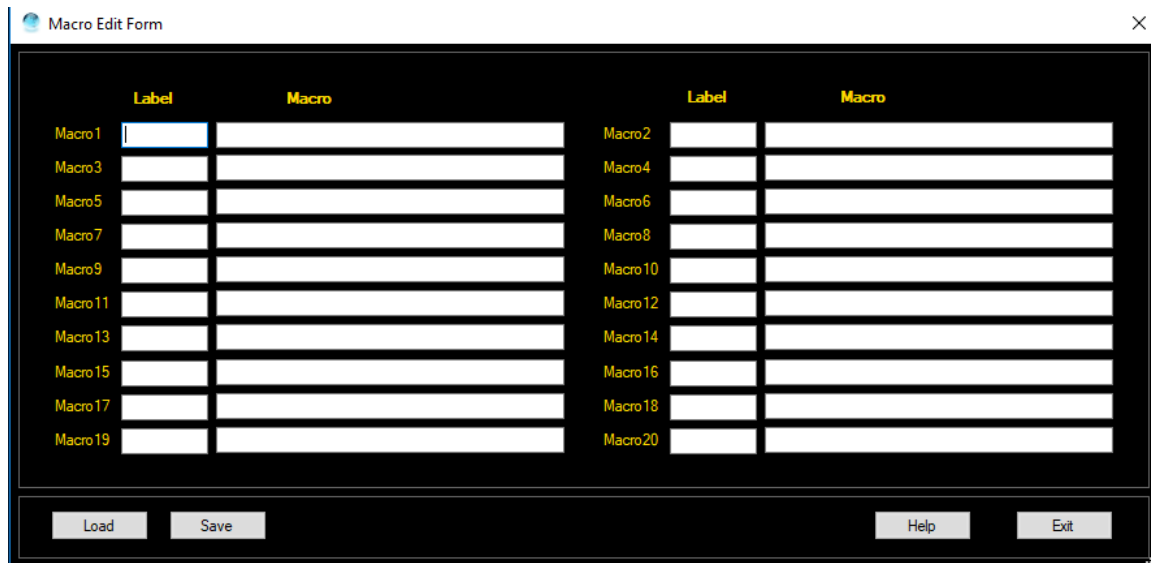 Macro Edit Form
Label Macro Label Macro
Macro1 Macro2
Macro3 Macro4
Macro5 Macro6
Macro7 Macro8
Macro9 Macro10
Macro11 Macro12
Macro13 Macro14
Macro15 Macro16
Macro17 Macro18
Macro19 Macro20
Load Save Help Exit